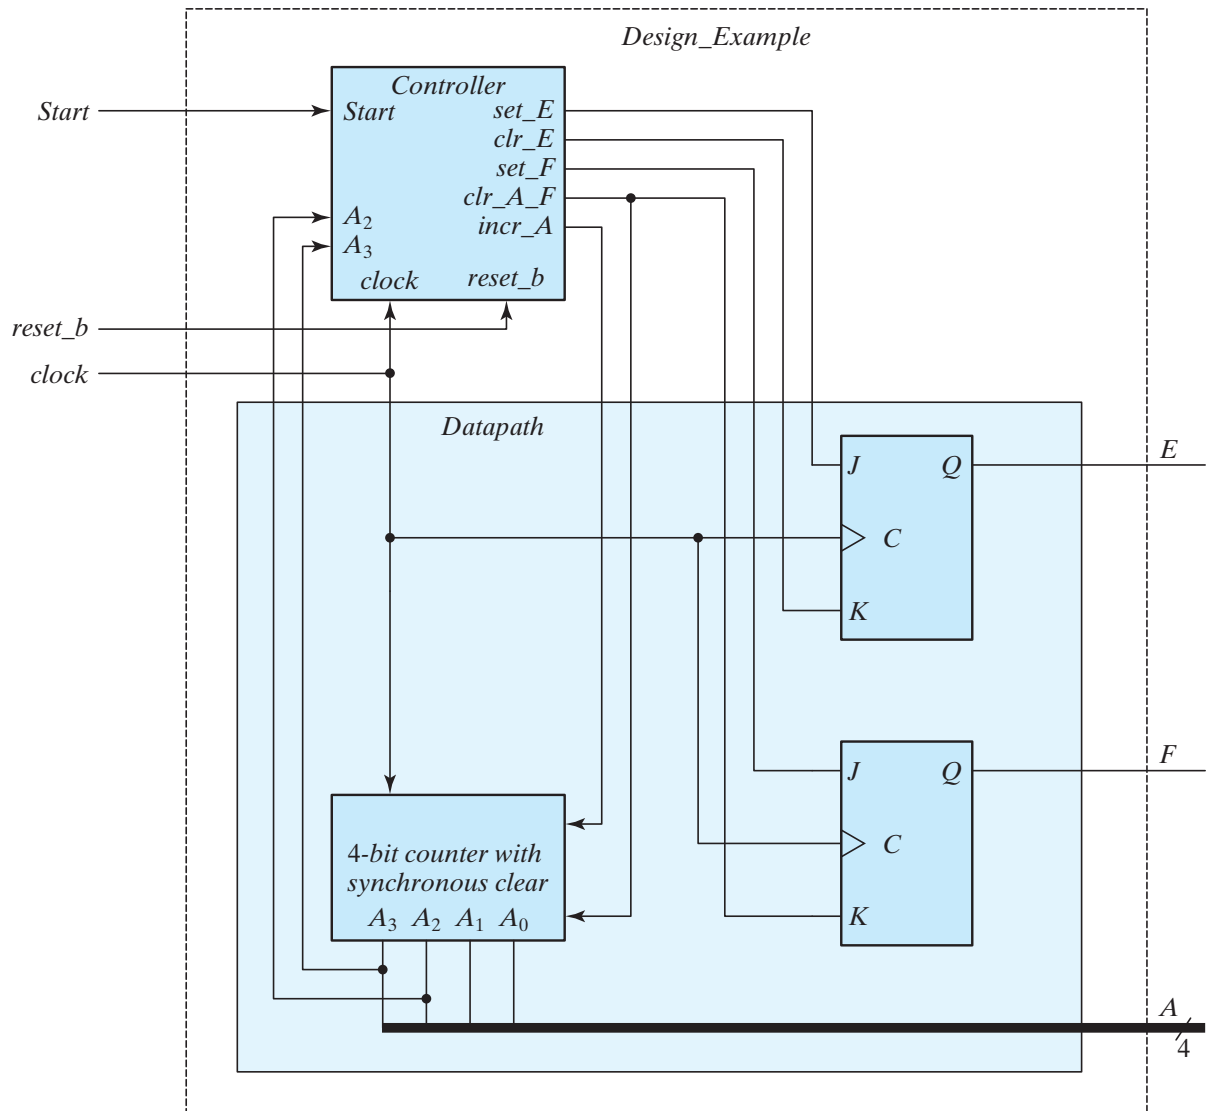 Design_Example
Controller
Start
Start
set_E
clr_E
set_F
clr_A_F
incr_A
A2
A3
clock
reset_b
reset_b
clock
Datapath
J
Q
E
C
K
J
Q
F
C
K
4-bit counter with
synchronous clear
A3 A2 A1 A0
A
4